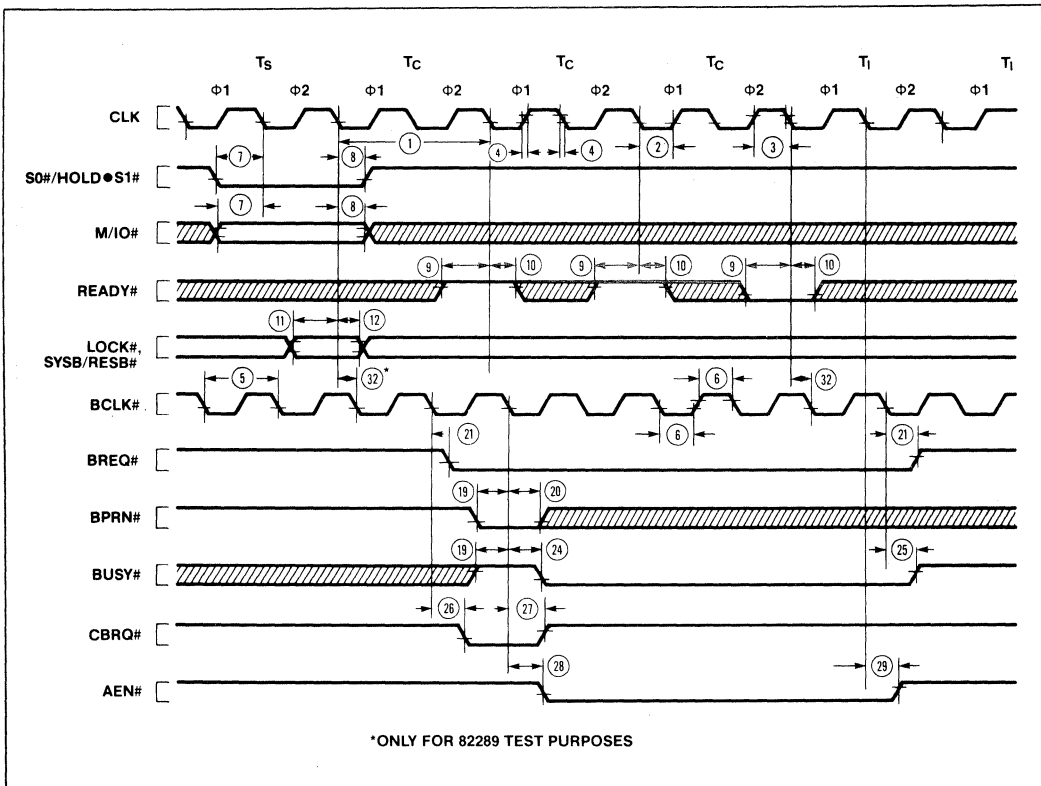 TS TC TC TC TI TI
Φ1 Φ2 Φ1 Φ2 Φ1 Φ2 Φ1 Φ2 Φ1 Φ2 Φ1
CLK
1 4 4 2 3
7 8
S0#/HOLD●S1#
7 8
M/IO#
9 10 9 10 9 10
READY#
11 12
LOCK#,
SYSB/RESB#
5 32* 6 32
BCLK#
21 6 21
BREQ#
19 20
BPRN#
19 24 25
BUSY#
26 27
CBRQ#
28 29
AEN#
*ONLY FOR 82289 TEST PURPOSES